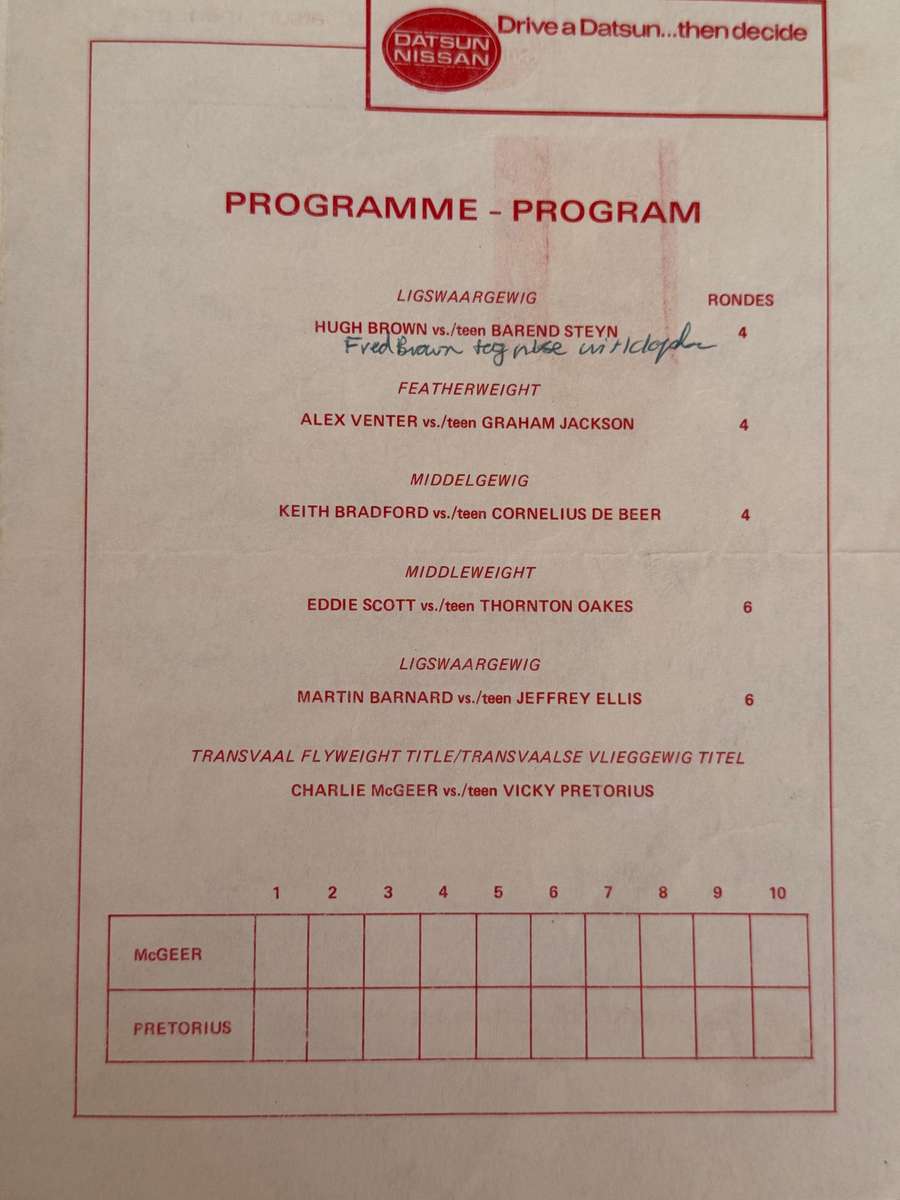 DATSUN
NISSAN
Drive a Datsun...then decide
PROGRAMME - PROGRAM
LIGSWAARGEWIG RONDES
HUGH BROWN vs./teen BAREND STEYN 4
Fred Brown
FEATHERWEIGHT
ALEX VENTER vs./teen GRAHAM JACKSON 4
MIDDELGEWIG
KEITH BRADFORD vs./teen CORNELIUS DE BEER 4
MIDDLEWEIGHT
EDDIE SCOTT vs./teen THORNTON OAKES 6
LIGSWAARGEWIG
MARTIN BARNARD vs./teen JEFFREY ELLIS 6
TRANSVAAL FLYWEIGHT TITLE/TRANSVAALSE VLIEGGEWIG TITEL
CHARLIE McGEER vs./teen VICKY PRETORIUS
1 2 3 4 5 6 7 8 9 10
McGEER
PRETORIUS